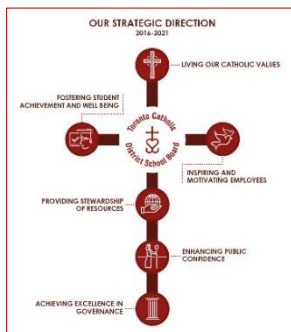 OUR STRATEGIC DIRECTION
2016-2021
LIVING OUR CATHOLIC VALUES
FOSTERING STUDENT
ACHIEVEMENT AND WELL BEING
Toronto Catholic
District School Board
INSPIRING AND
MOTIVATING EMPLOYEES
PROVIDING STEWARDSHIP
OF RESOURCES
ENHANCING PUBLIC
CONFIDENCE
ACHIEVING EXCELLENCE IN
GOVERNANCE